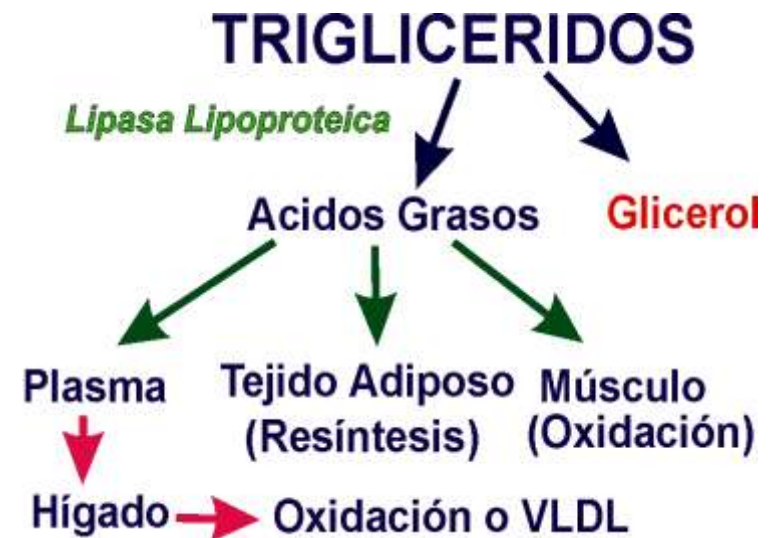 TRIGLICERIDOS
Lipasa Lipoproteica
Acidos Grasos
Glicerol
Plasma
Tejido Adiposo
(Resíntesis)
Músculo
(Oxidación)
Hígado
Oxidación o VLDL